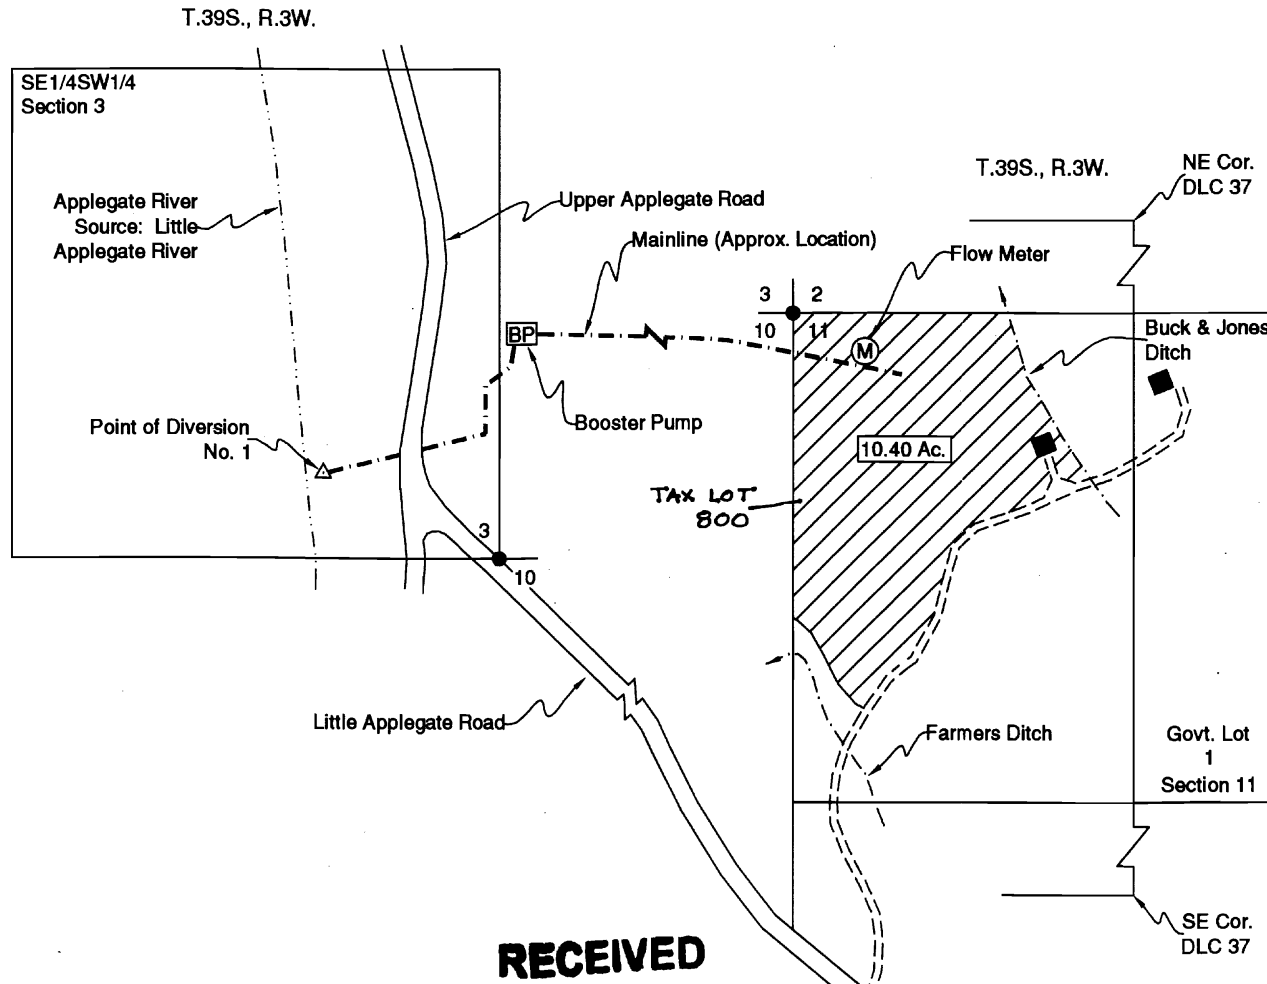 T.39S., R.3W.
SE1/4SW1/4
Section 3
T.39S., R.3W.
NE Cor.
DLC 37
Applegate River
Source: Little
Applegate River
Upper Applegate Road
Mainline (Approx. Location)
Flow Meter
3 2
10 11
BP
M
Buck & Jones
Ditch
Point of Diversion
No. 1
Booster Pump
10.40 Ac.
TAX LOT
800
3
10
Little Applegate Road
Farmers Ditch
Govt. Lot
1
Section 11
SE Cor.
DLC 37
RECEIVED